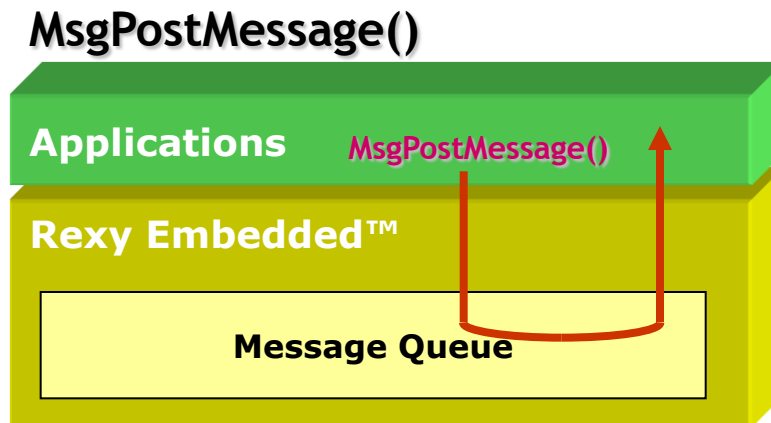 MsgPostMessage()
Applications
MsgPostMessage()
Rexy Embedded™
Message Queue